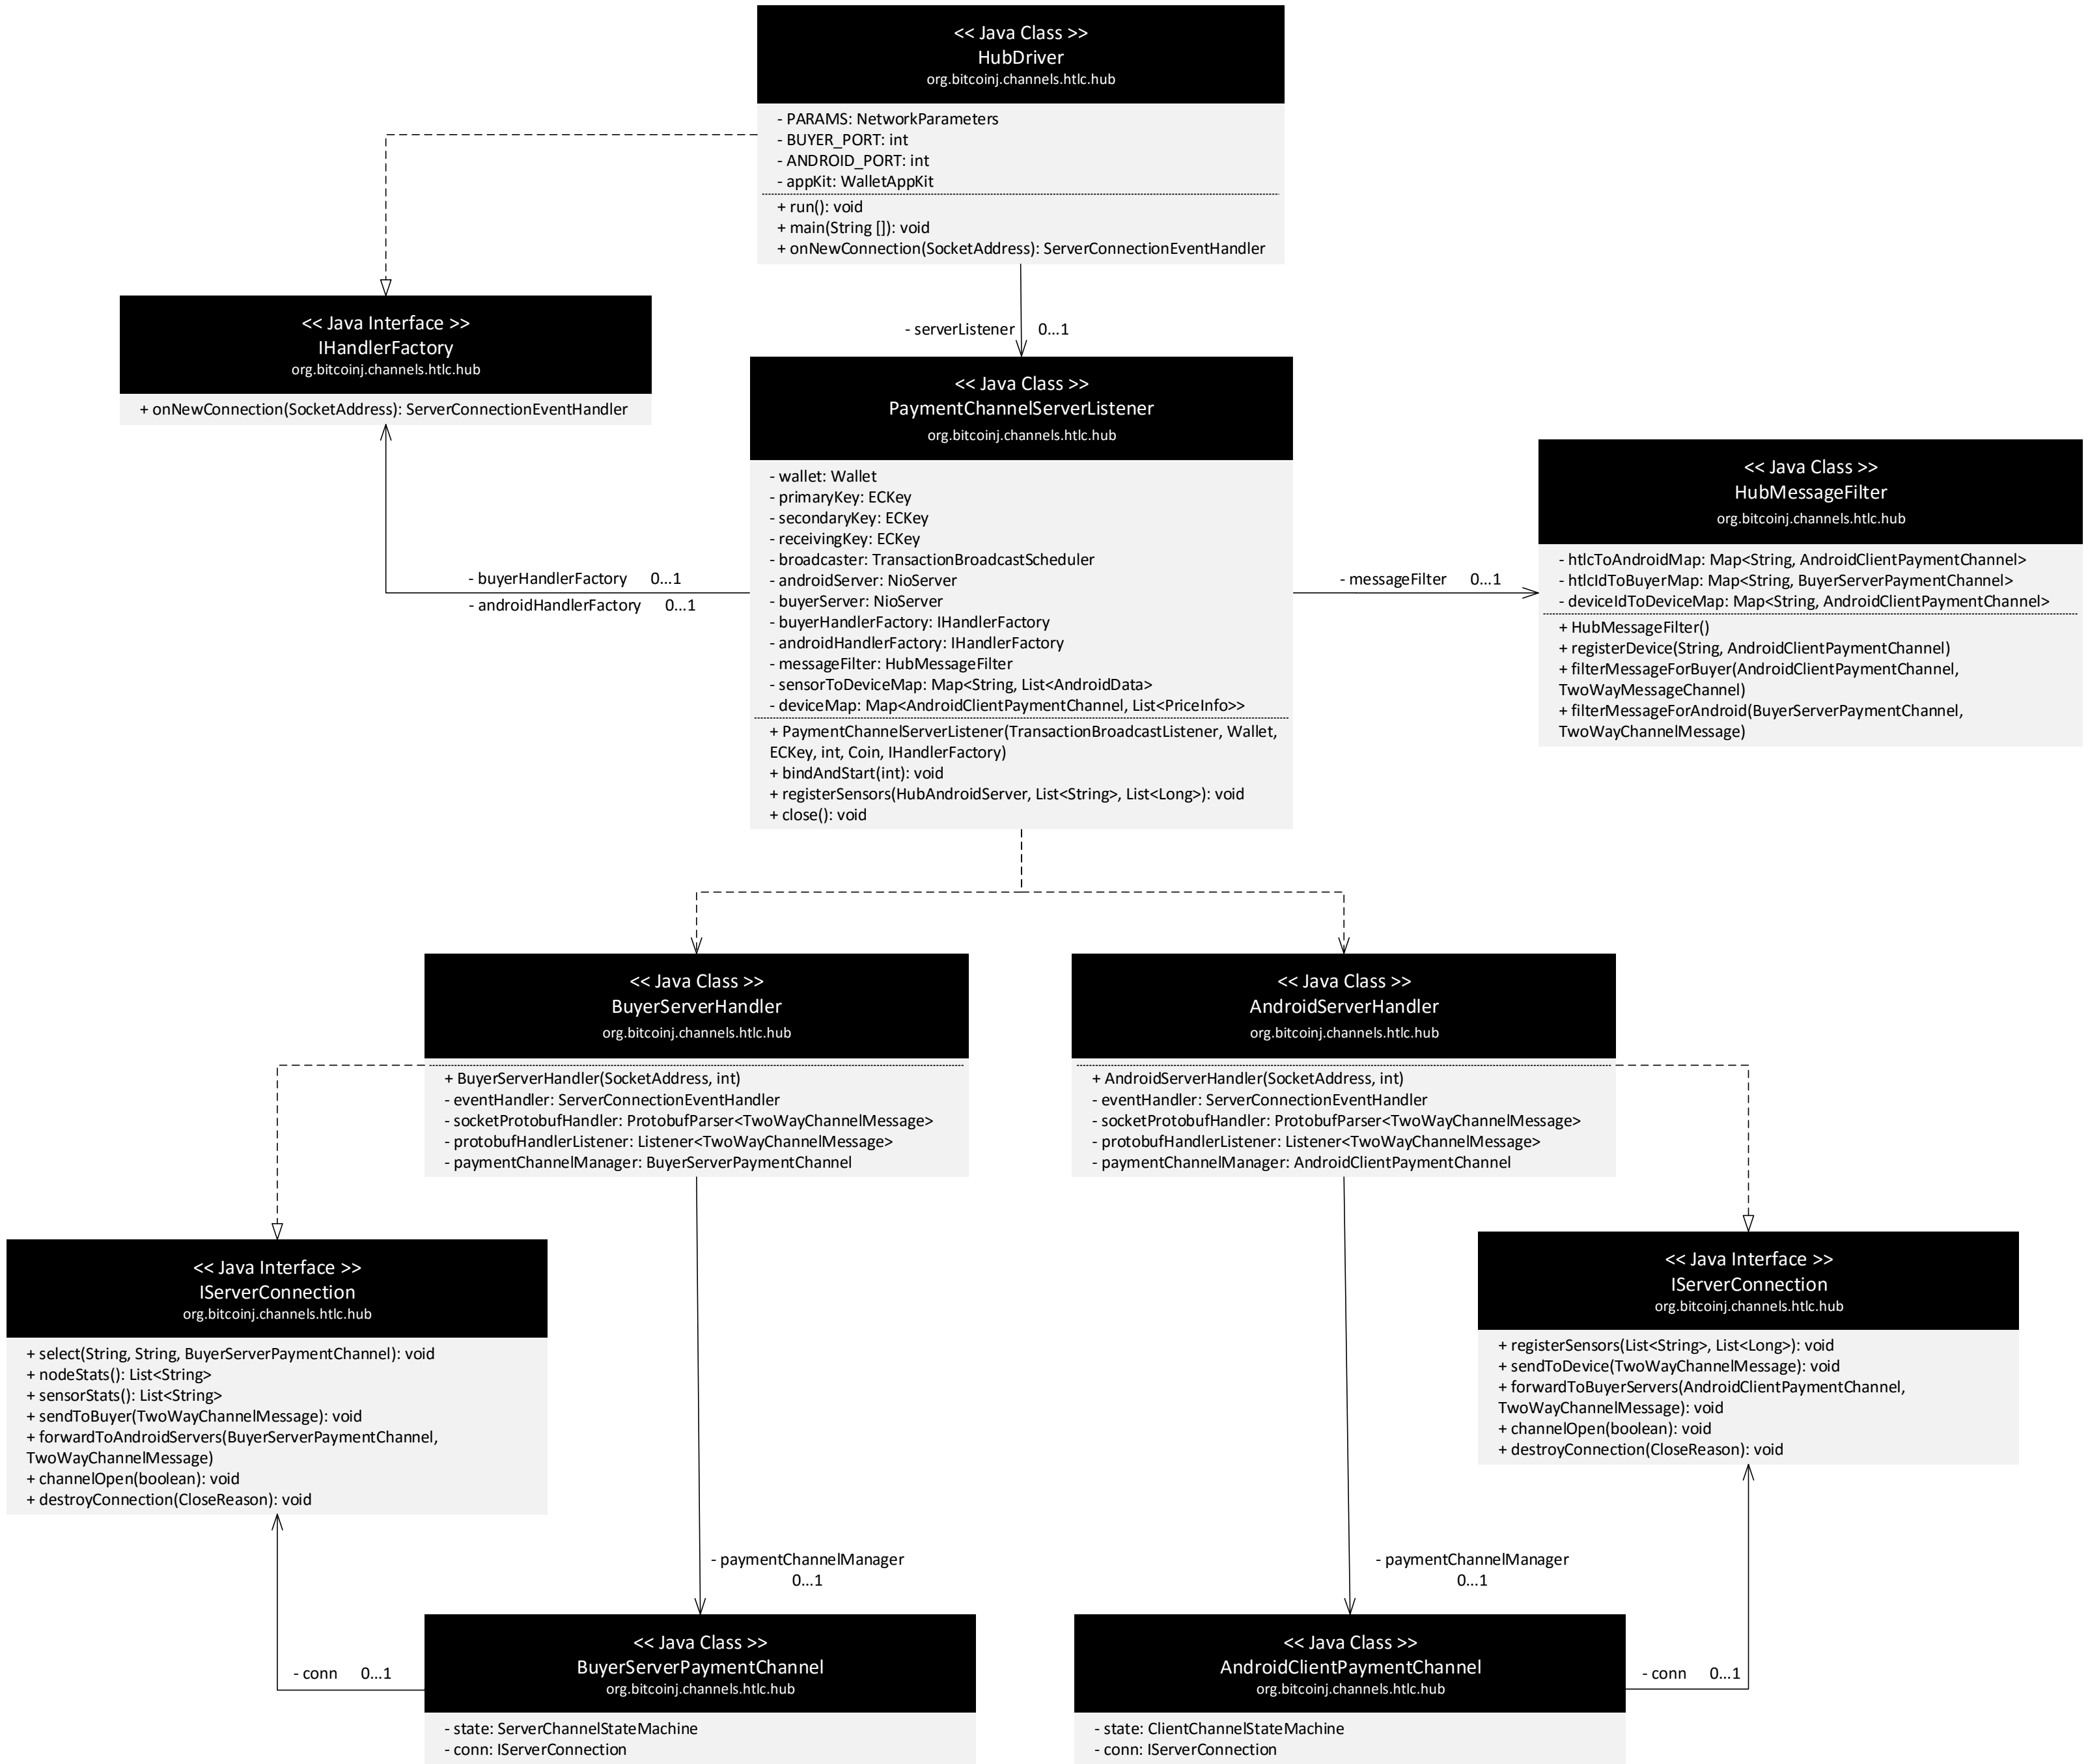 << Java Class >>
HubDriver
org.bitcoinj.channels.htlc.hub
- PARAMS: NetworkParameters
- BUYER_PORT: int
- ANDROID_PORT: int
- appKit: WalletAppKit
+ run(): void
+ main(String []): void
+ onNewConnection(SocketAddress): ServerConnectionEventHandler
- serverListener 0...1
<< Java Interface >>
IHandlerFactory
org.bitcoinj.channels.htlc.hub
+ onNewConnection(SocketAddress): ServerConnectionEventHandler
<< Java Class >>
PaymentChannelServerListener
org.bitcoinj.channels.htlc.hub
- wallet: Wallet
- primaryKey: ECKey
- secondaryKey: ECKey
- receivingKey: ECKey
- broadcaster: TransactionBroadcastScheduler
- androidServer: NioServer
- buyerServer: NioServer
- buyerHandlerFactory: IHandlerFactory
- androidHandlerFactory: IHandlerFactory
- messageFilter: HubMessageFilter
- sensorToDeviceMap: Map<String, List<AndroidData>
- deviceMap: Map<AndroidClientPaymentChannel, List<PriceInfo>>
+ PaymentChannelServerListener(TransactionBroadcastListener, Wallet,
ECKey, int, Coin, IHandlerFactory)
+ bindAndStart(int): void
+ registerSensors(HubAndroidServer, List<String>, List<Long>): void
+ close(): void
- buyerHandlerFactory 0...1
- androidHandlerFactory 0...1
- messageFilter 0...1
<< Java Class >>
HubMessageFilter
org.bitcoinj.channels.htlc.hub
- htlcToAndroidMap: Map<String, AndroidClientPaymentChannel>
- htlcIdToBuyerMap: Map<String, BuyerServerPaymentChannel>
- deviceIdToDeviceMap: Map<String, AndroidClientPaymentChannel>
+ HubMessageFilter()
+ registerDevice(String, AndroidClientPaymentChannel)
+ filterMessageForBuyer(AndroidClientPaymentChannel,
TwoWayMessageChannel)
+ filterMessageForAndroid(BuyerServerPaymentChannel,
TwoWayChannelMessage)
<< Java Class >>
BuyerServerHandler
org.bitcoinj.channels.htlc.hub
+ BuyerServerHandler(SocketAddress, int)
- eventHandler: ServerConnectionEventHandler
- socketProtobufHandler: ProtobufParser<TwoWayChannelMessage>
- protobufHandlerListener: Listener<TwoWayChannelMessage>
- paymentChannelManager: BuyerServerPaymentChannel
<< Java Class >>
AndroidServerHandler
org.bitcoinj.channels.htlc.hub
+ AndroidServerHandler(SocketAddress, int)
- eventHandler: ServerConnectionEventHandler
- socketProtobufHandler: ProtobufParser<TwoWayChannelMessage>
- protobufHandlerListener: Listener<TwoWayChannelMessage>
- paymentChannelManager: AndroidClientPaymentChannel
<< Java Interface >>
IServerConnection
org.bitcoinj.channels.htlc.hub
+ select(String, String, BuyerServerPaymentChannel): void
+ nodeStats(): List<String>
+ sensorStats(): List<String>
+ sendToBuyer(TwoWayChannelMessage): void
+ forwardToAndroidServers(BuyerServerPaymentChannel,
TwoWayChannelMessage)
+ channelOpen(boolean): void
+ destroyConnection(CloseReason): void
<< Java Interface >>
IServerConnection
org.bitcoinj.channels.htlc.hub
+ registerSensors(List<String>, List<Long>): void
+ sendToDevice(TwoWayChannelMessage): void
+ forwardToBuyerServers(AndroidClientPaymentChannel,
TwoWayChannelMessage): void
+ channelOpen(boolean): void
+ destroyConnection(CloseReason): void
- paymentChannelManager
0...1
- paymentChannelManager
0...1
- conn 0...1
<< Java Class >>
BuyerServerPaymentChannel
org.bitcoinj.channels.htlc.hub
- state: ServerChannelStateMachine
- conn: IServerConnection
<< Java Class >>
AndroidClientPaymentChannel
org.bitcoinj.channels.htlc.hub
- state: ClientChannelStateMachine
- conn: IServerConnection
- conn 0...1